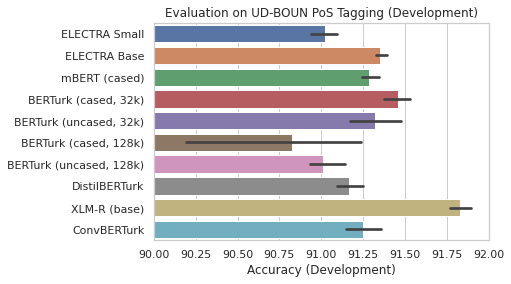 Evaluation on UD-BOUN PoS Tagging (Development)
ELECTRA Small
ELECTRA Base
mBERT (cased)
BERTurk (cased, 32k)
BERTurk (uncased, 32k)
BERTurk (cased, 128k)
BERTurk (uncased, 128k)
DistilBERTurk
XLM-R (base)
ConvBERTurk
90.00 90.25 90.50 90.75 91.00 91.25 91.50 91.75 92.00
Accuracy (Development)